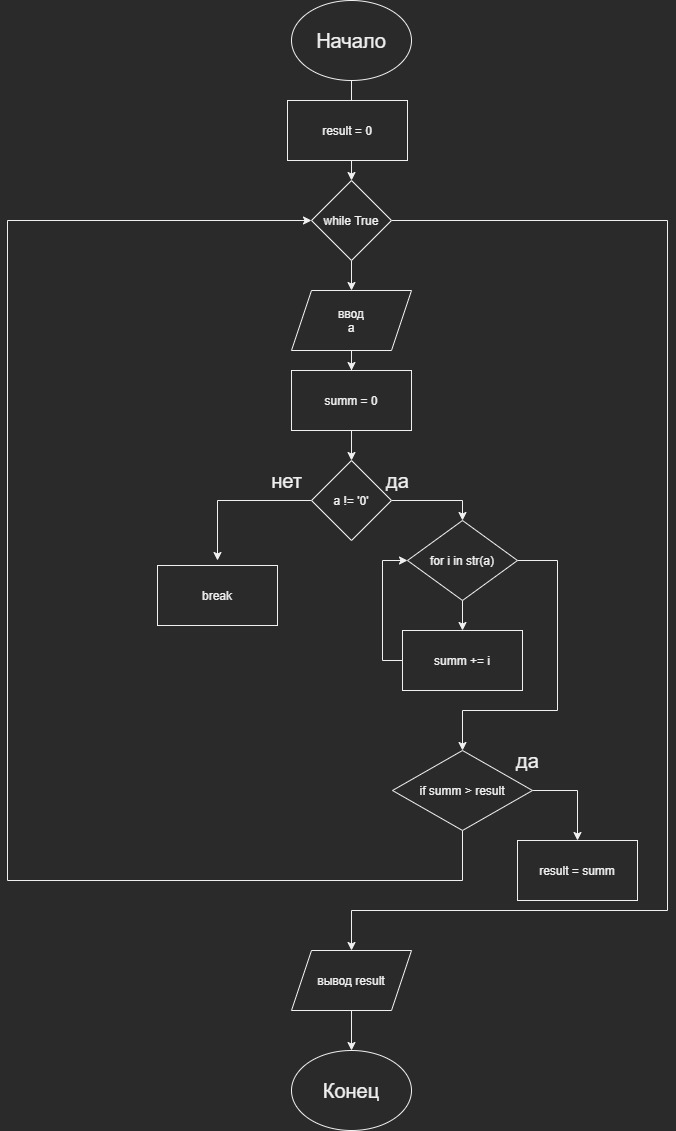 Начало
result = 0
while True
ввод
a
summ = 0
нет
да
a != '0'
for i in str(a)
break
summ += i
да
if summ > result
result = summ
вывод result
Конец